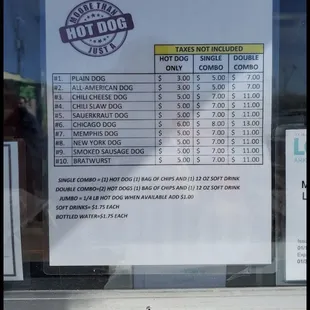 MOORE THAN
HOT DOG
JUST A
TAXES NOT INCLUDED
HOT DOG ONLY SINGLE COMBO DOUBLE COMBO
#1. PLAIN DOG $ 3.00 $ 5.00 $ 7.00
#2. ALL-AMERICAN DOG $ 3.00 $ 5.00 $ 7.00
#3. CHILI CHEESE DOG $ 5.00 $ 7.00 $ 11.00
#4. CHILI SLAW DOG $ 5.00 $ 7.00 $ 11.00
#5. SAUERKRAUT DOG $ 5.00 $ 7.00 $ 11.00
#6. CHICAGO DOG $ 6.00 $ 8.00 $ 13.00
#7. MEMPHIS DOG $ 5.00 $ 7.00 $ 11.00
#8. NEW YORK DOG $ 5.00 $ 7.00 $ 11.00
#9. SMOKED SAUSAGE DOG $ 5.00 $ 7.00 $ 11.00
#10. BRATWURST $ 5.00 $ 7.00 $ 11.00
SINGLE COMBO = (1) HOT DOG (1) BAG OF CHIPS AND (1) 12 OZ SOFT DRINK
DOUBLE COMBO=(2) HOT DOGS (1) BAG OF CHIPS AND (1) 12 OZ SOFT DRINK
JUMBO = 1/4 LB HOT DOG WHEN AVAILABLE ADD $1.00
SOFT DRINKS= $1.75 EACH
BOTTLED WATER=$1.75 EACH